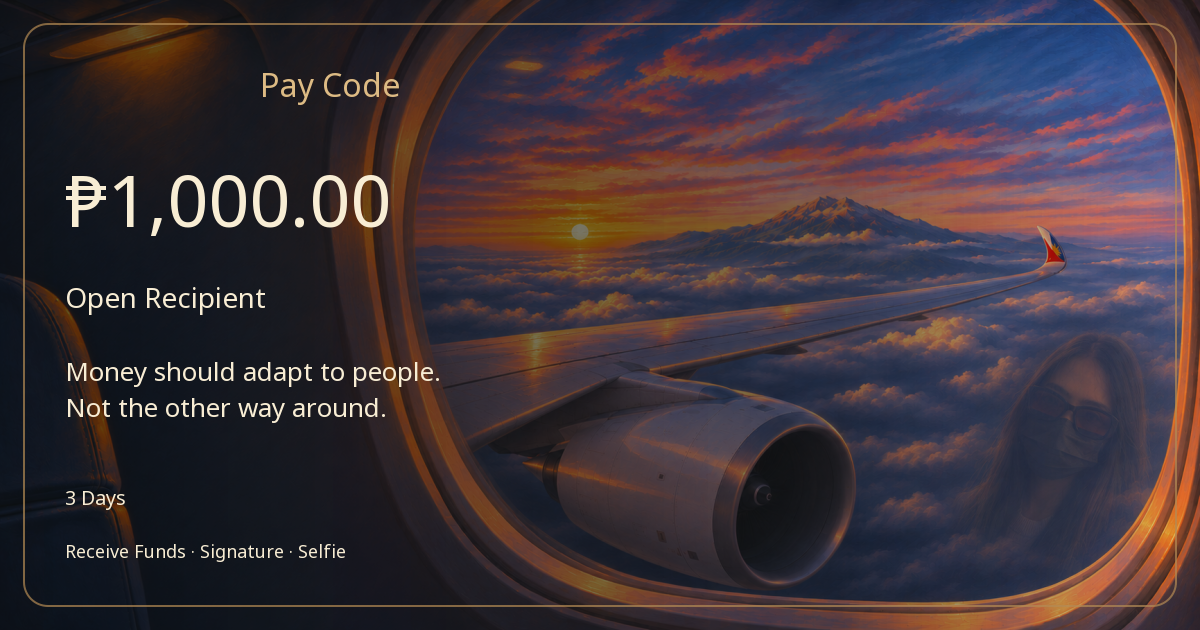 Pay Code
₱1,000.00
Open Recipient
Money should adapt to people.
Not the other way around.
3 Days
Receive Funds · Signature · Selfie